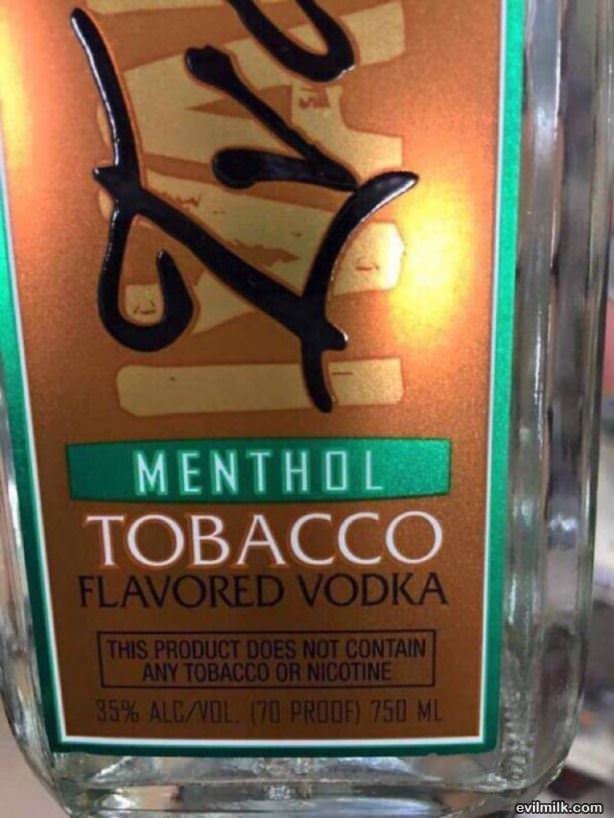 MENTHOL
TOBACCO
FLAVORED VODKA
THIS PRODUCT DOES NOT CONTAIN
ANY TOBACCO OR NICOTINE
35% ALC/VOL. (70 PROOF) 750 ML
evilmilk.com